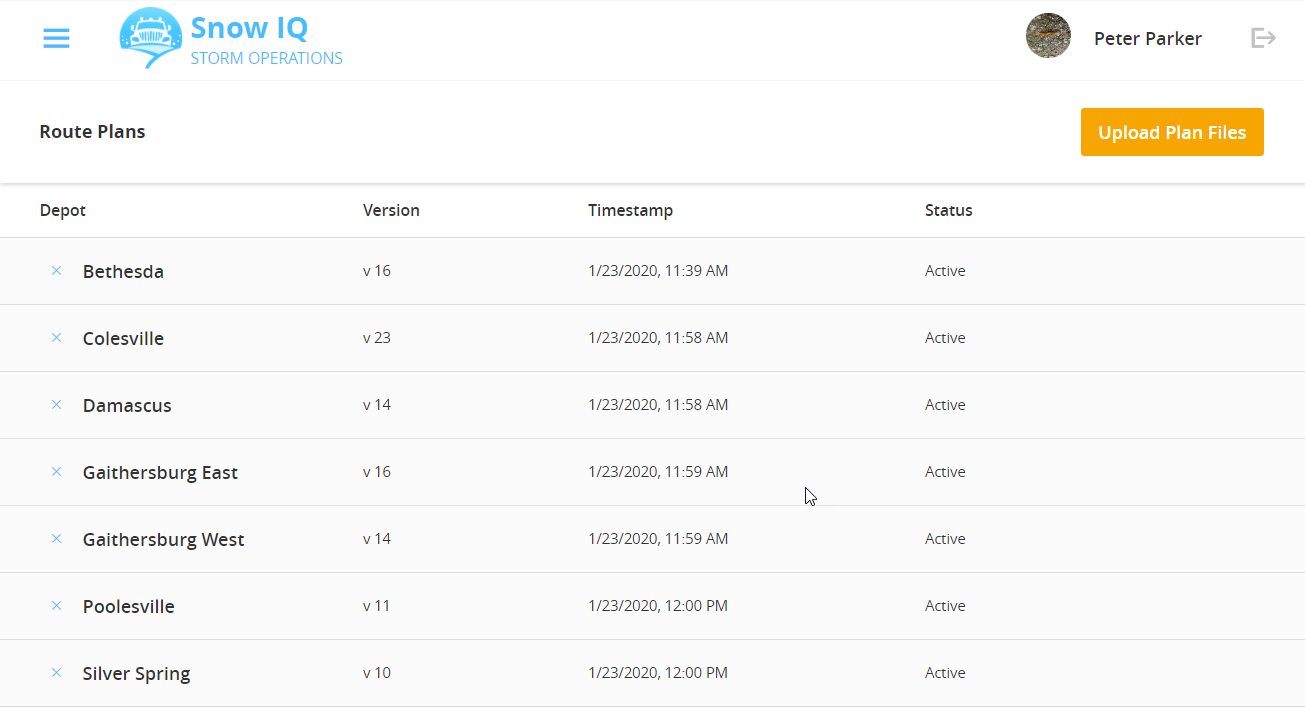 Snow IQ
STORM OPERATIONS
Peter Parker
Route Plans
Upload Plan Files
Depot Version Timestamp Status
Bethesda v 16 1/23/2020, 11:39 AM Active
Colesville v 23 1/23/2020, 11:58 AM Active
Damascus v 14 1/23/2020, 11:58 AM Active
Gaithersburg East v 16 1/23/2020, 11:59 AM Active
Gaithersburg West v 14 1/23/2020, 11:59 AM Active
Poolesville v 11 1/23/2020, 12:00 PM Active
Silver Spring v 10 1/23/2020, 12:00 PM Active